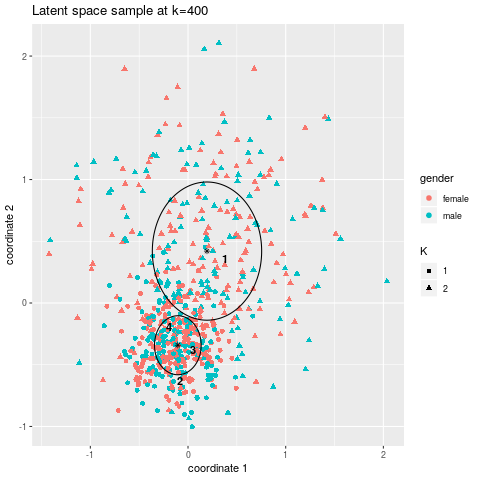 Latent space sample at k=400
coordinate 2
2
1
0
-1
1
4
3
2
-1
0
1
2
coordinate 1
gender
female
male
K
1
2